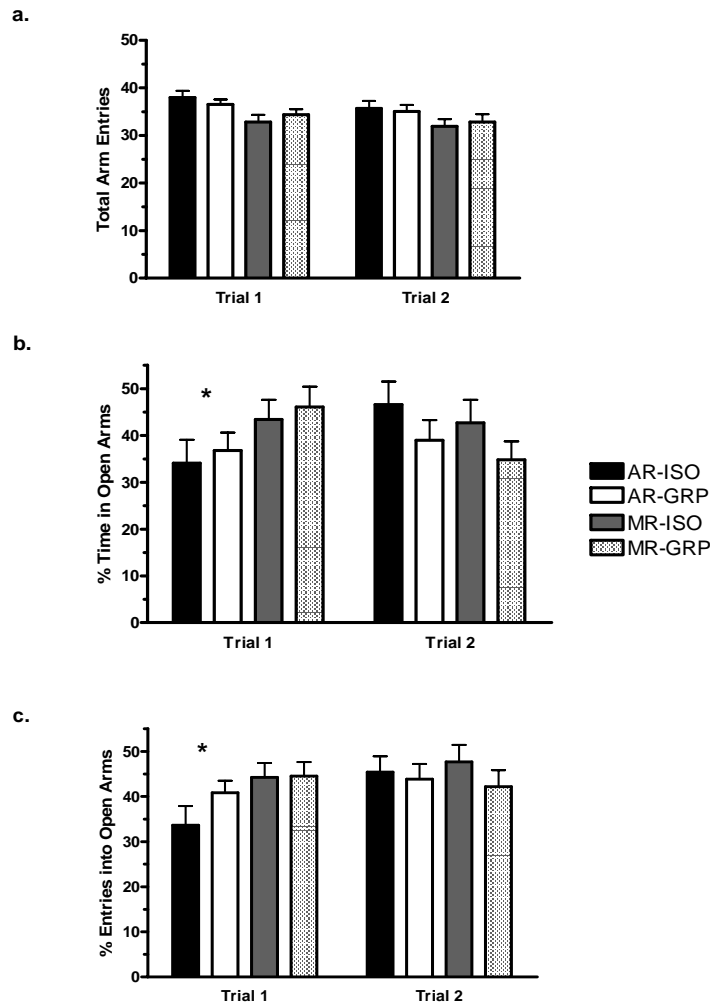 a.
Total Arm Entries
50
40
30
20
10
0
Trial 1 Trial 2
b.
% Time in Open Arms
50
40
30
20
10
0
*
Trial 1 Trial 2
AR-ISO
AR-GRP
MR-ISO
MR-GRP
c.
% Entries into Open Arms
50
40
30
20
10
0
*
Trial 1 Trial 2